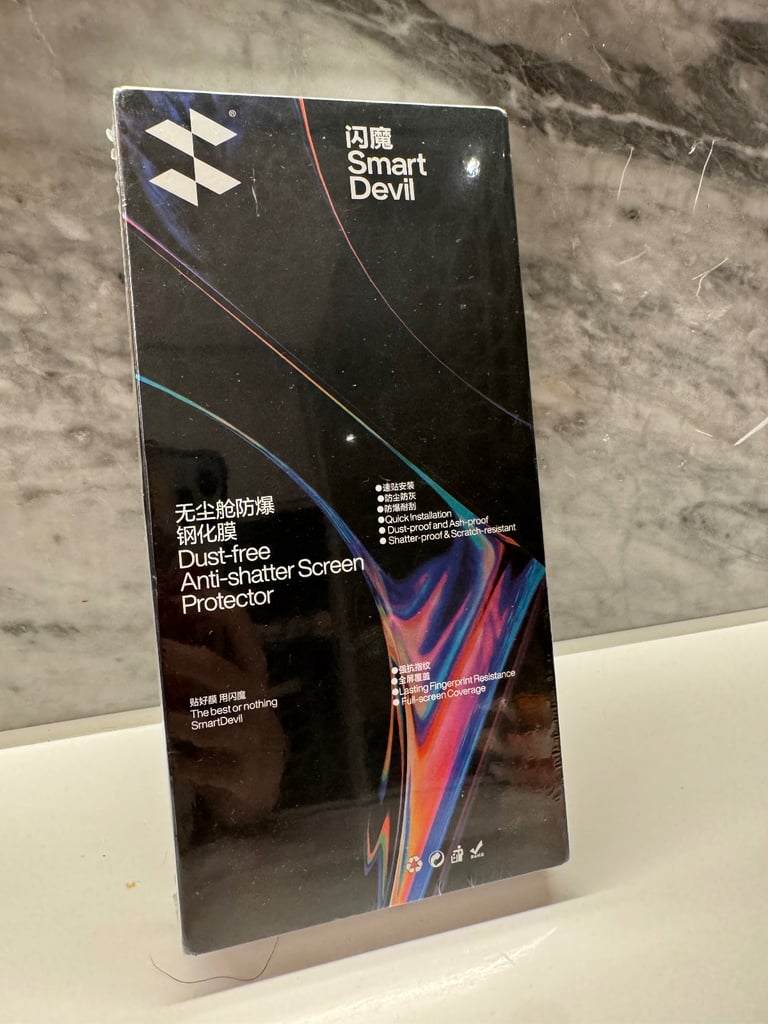 ®
闪魔
Smart
Devil
无尘舱防爆
钢化膜
Dust-free
Anti-shatter Screen
Protector
●速贴安装
●防尘防灰
●防爆耐刮
●Quick Installation
●Dust-proof and Ash-proof
●Shatter-proof & Scratch-resistant
●强抗指纹
●全屏覆盖
●Lasting Fingerprint Resistance
●Full-screen Coverage
贴好膜 用闪魔
The best or nothing
SmartDevil